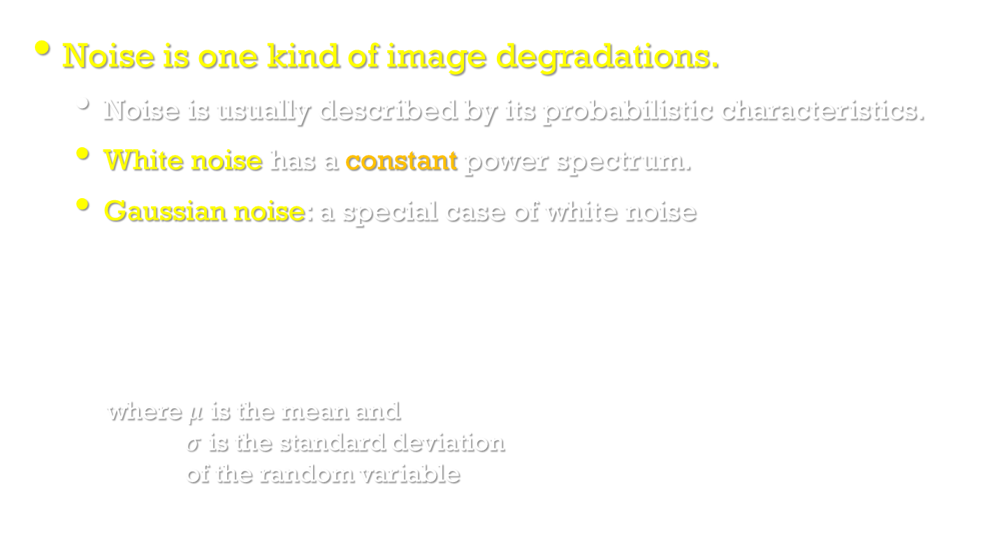 • Noise is one kind of image degradations.
• Noise is usually described by its probabilistic characteristics.
• White noise has a constant power spectrum.
• Gaussian noise: a special case of white noise
where μ is the mean and
σ is the standard deviation
of the random variable